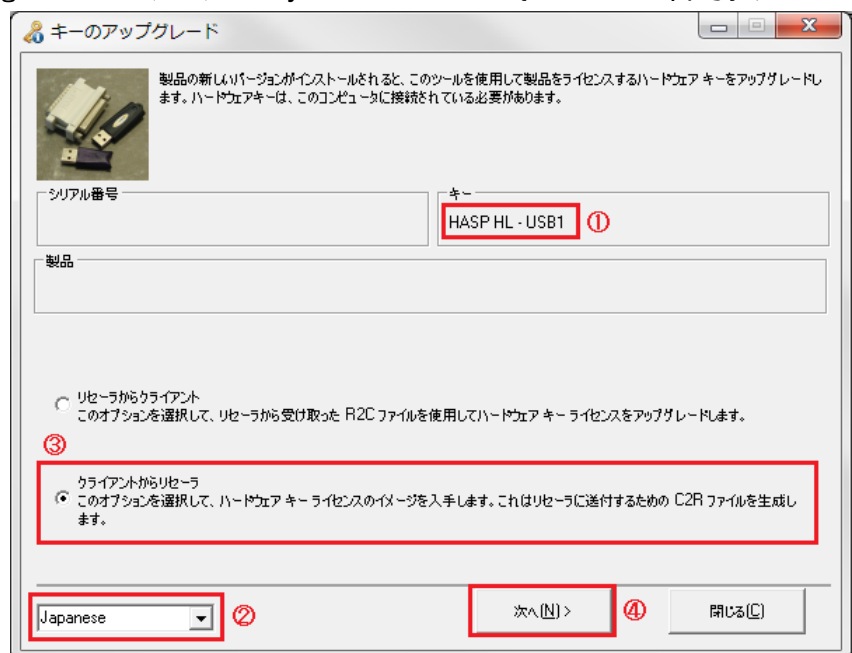 キーのアップグレード
製品の新しいバージョンがインストールされると、このツールを使用して製品をライセンスするハードウェア キーをアップグレードし
ます。ハードウェアキーは、このコンピュータに接続されている必要があります。
シリアル番号
キー
HASP HL - USB1
①
製品
リセーラからクライアント
このオプションを選択して、リセーラから受け取った R2C ファイルを使用してハードウェア キー ライセンスをアップグレードします。
③
クライアントからリセーラ
このオプションを選択して、ハードウェア キー ライセンスのイメージを入手します。これはリセーラに送付するための C2R ファイルを生成し
ます。
Japanese
②
次へ(N) >
④
閉じる(C)